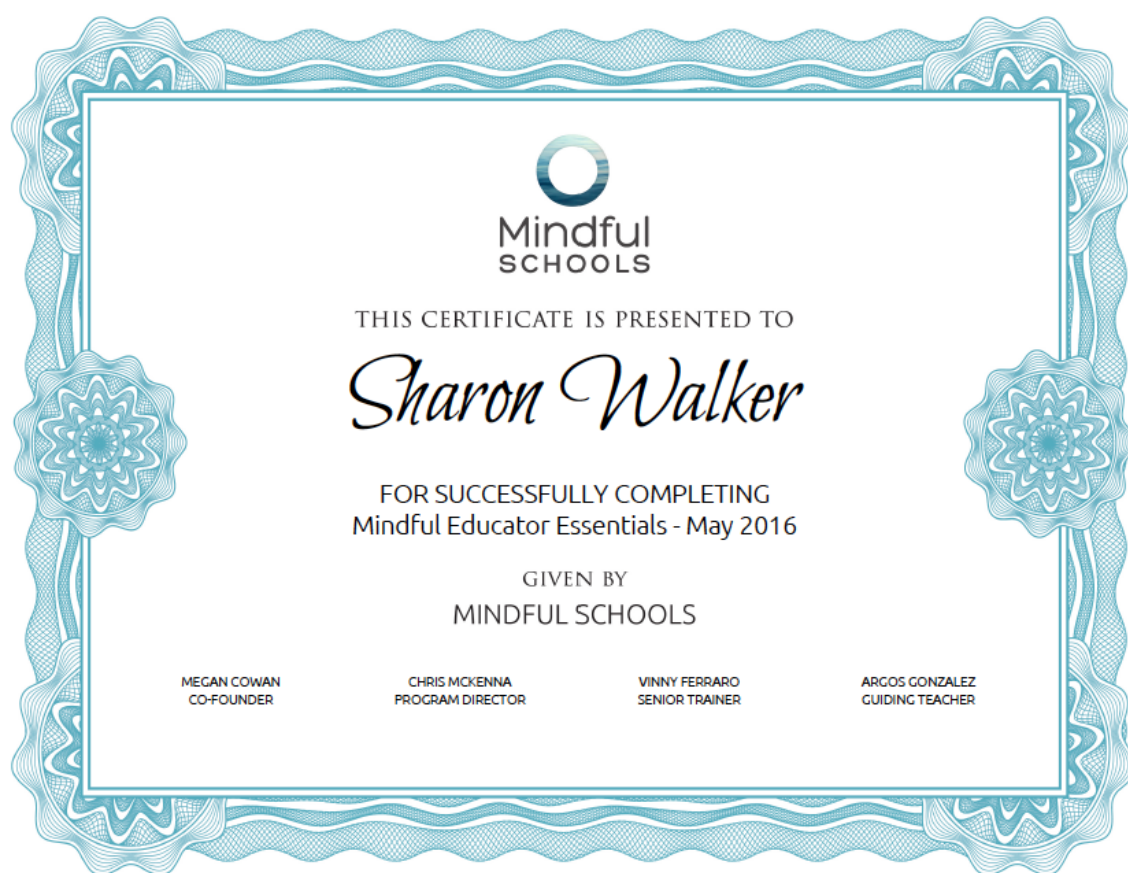 Mindful
SCHOOLS
THIS CERTIFICATE IS PRESENTED TO
Sharon Walker
FOR SUCCESSFULLY COMPLETING
Mindful Educator Essentials - May 2016
GIVEN BY
MINDFUL SCHOOLS
MEGAN COWAN
CO-FOUNDER
CHRIS MCKENNA
PROGRAM DIRECTOR
VINNY FERRARO
SENIOR TRAINER
ARGOS GONZALEZ
GUIDING TEACHER